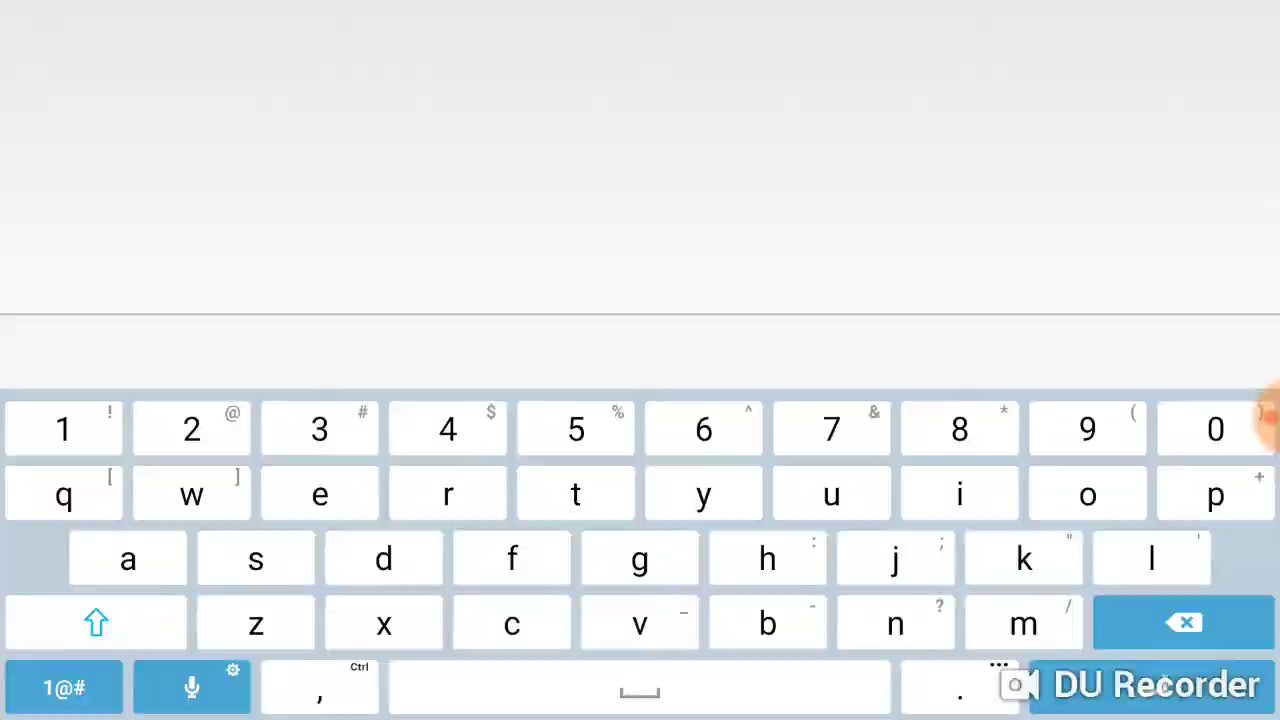 1 ! 2 @ 3 # 4 $ 5 % 6 ^ 7 & 8 * 9 ( 0 )
q [ w ] e r t y u i o p +
a s d f g h : j ; k " l '
z x c v _ b - n ? m /
1@# , Ctrl . ... DU Recorder